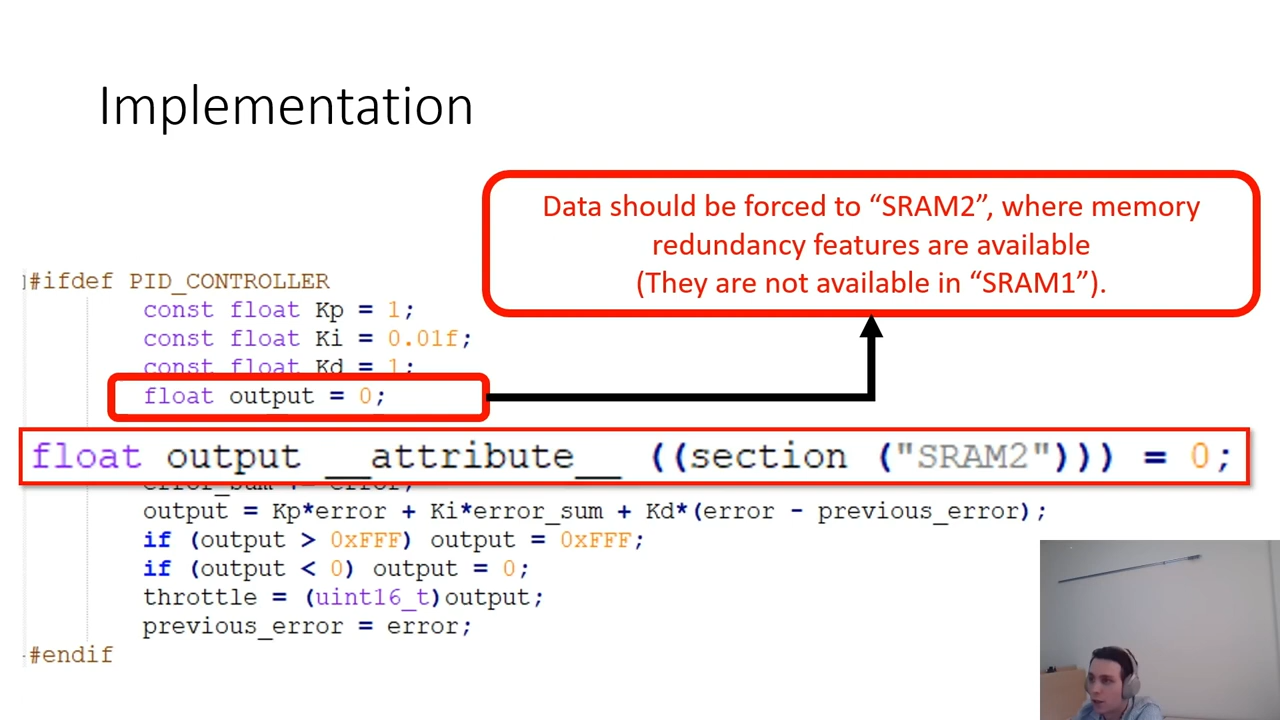 Implementation
Data should be forced to “SRAM2”, where memory
redundancy features are available
(They are not available in “SRAM1”).
#ifdef PID_CONTROLLER
const float Kp = 1;
const float Ki = 0.01f;
const float Kd = 1;
float output = 0;
float output __attribute__ ((section ("SRAM2"))) = 0;
error_sum += error;
output = Kp*error + Ki*error_sum + Kd*(error - previous_error);
if (output > 0xFFF) output = 0xFFF;
if (output < 0) output = 0;
throttle = (uint16_t)output;
previous_error = error;
#endif